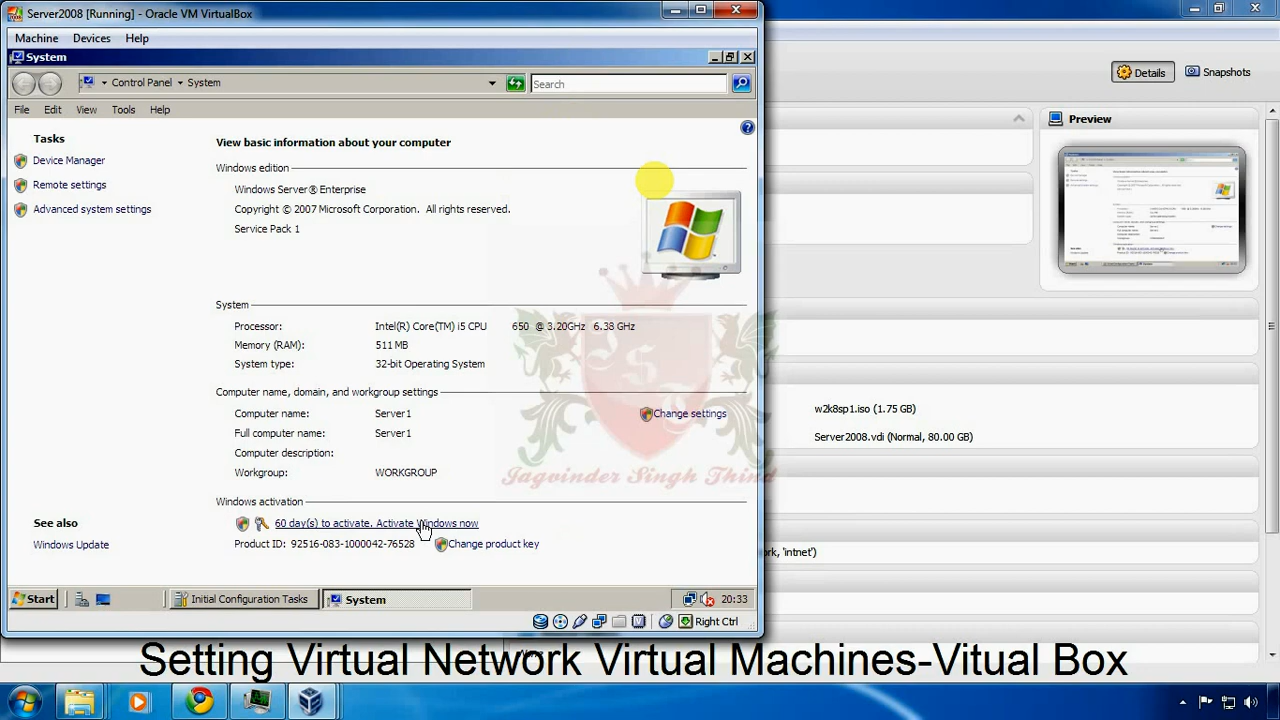 Server2008 [Running] - Oracle VM VirtualBox
Machine Devices Help
System
Control Panel System
Search
Details
Snapshots
File Edit View Tools Help
Preview
Tasks
Device Manager
Remote settings
Advanced system settings
View basic information about your computer
Windows edition
Windows Server® Enterprise
Copyright © 2007 Microsoft Corporation. All rights reserved.
Service Pack 1
System
Processor: Intel(R) Core(TM) i5 CPU 650 @ 3.20GHz 6.38 GHz
Memory (RAM): 511 MB
System type: 32-bit Operating System
Computer name, domain, and workgroup settings
Computer name: Server1
Change settings
Full computer name: Server1
Computer description:
Workgroup: WORKGROUP
Jagvinder Singh Thind
w2k8sp1.iso (1.75 GB)
Server2008.vdi (Normal, 80.00 GB)
Windows activation
60 day(s) to activate. Activate Windows now
Product ID: 92516-083-1000042-76528
Change product key
See also
Windows Update
'intnet')
Start
Initial Configuration Tasks
System
20:33
Right Ctrl
Setting Virtual Network Virtual Machines-Vitual Box